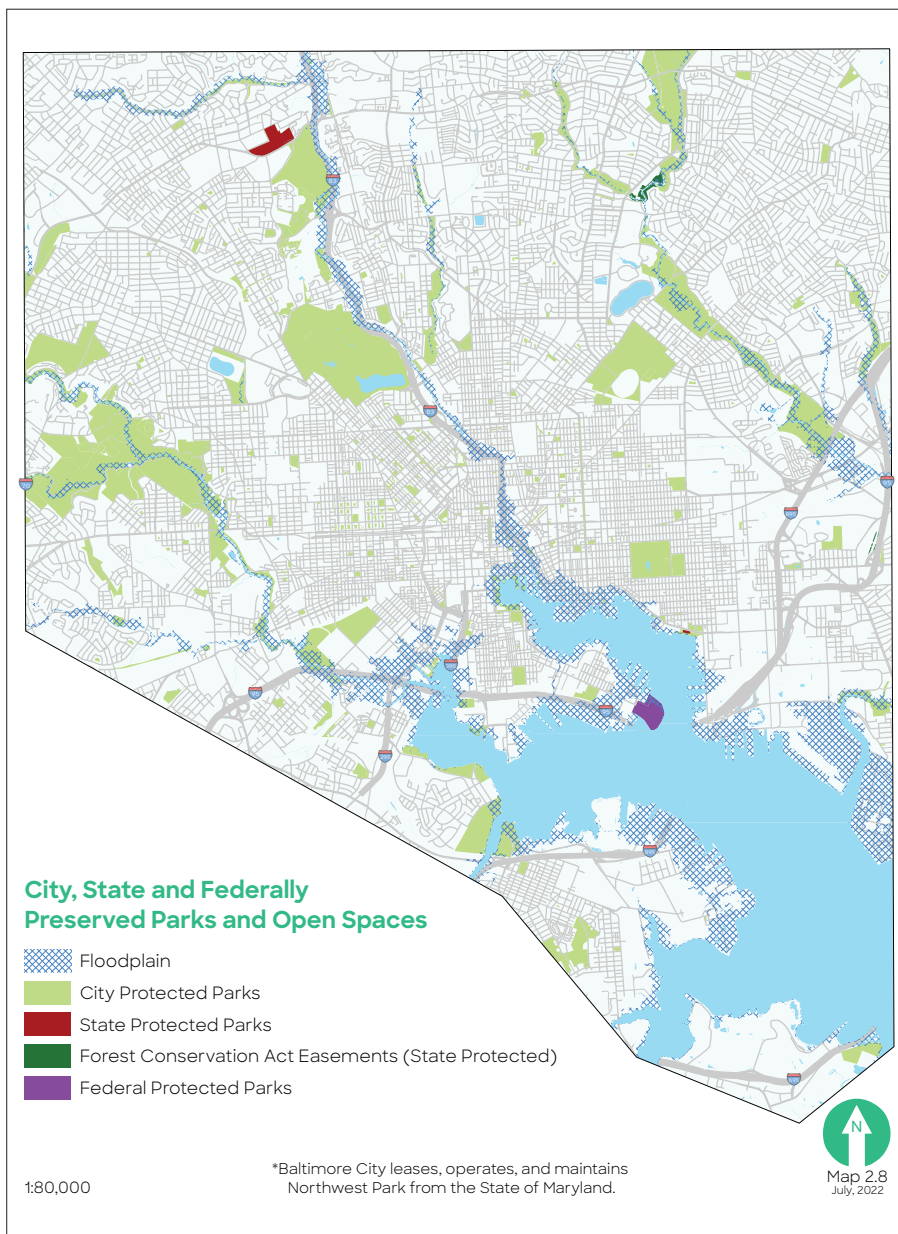 City, State and Federally
Preserved Parks and Open Spaces
Floodplain
City Protected Parks
State Protected Parks
Forest Conservation Act Easements (State Protected)
Federal Protected Parks
1:80,000
*Baltimore City leases, operates, and maintains
Northwest Park from the State of Maryland.
N
Map 2.8
July, 2022